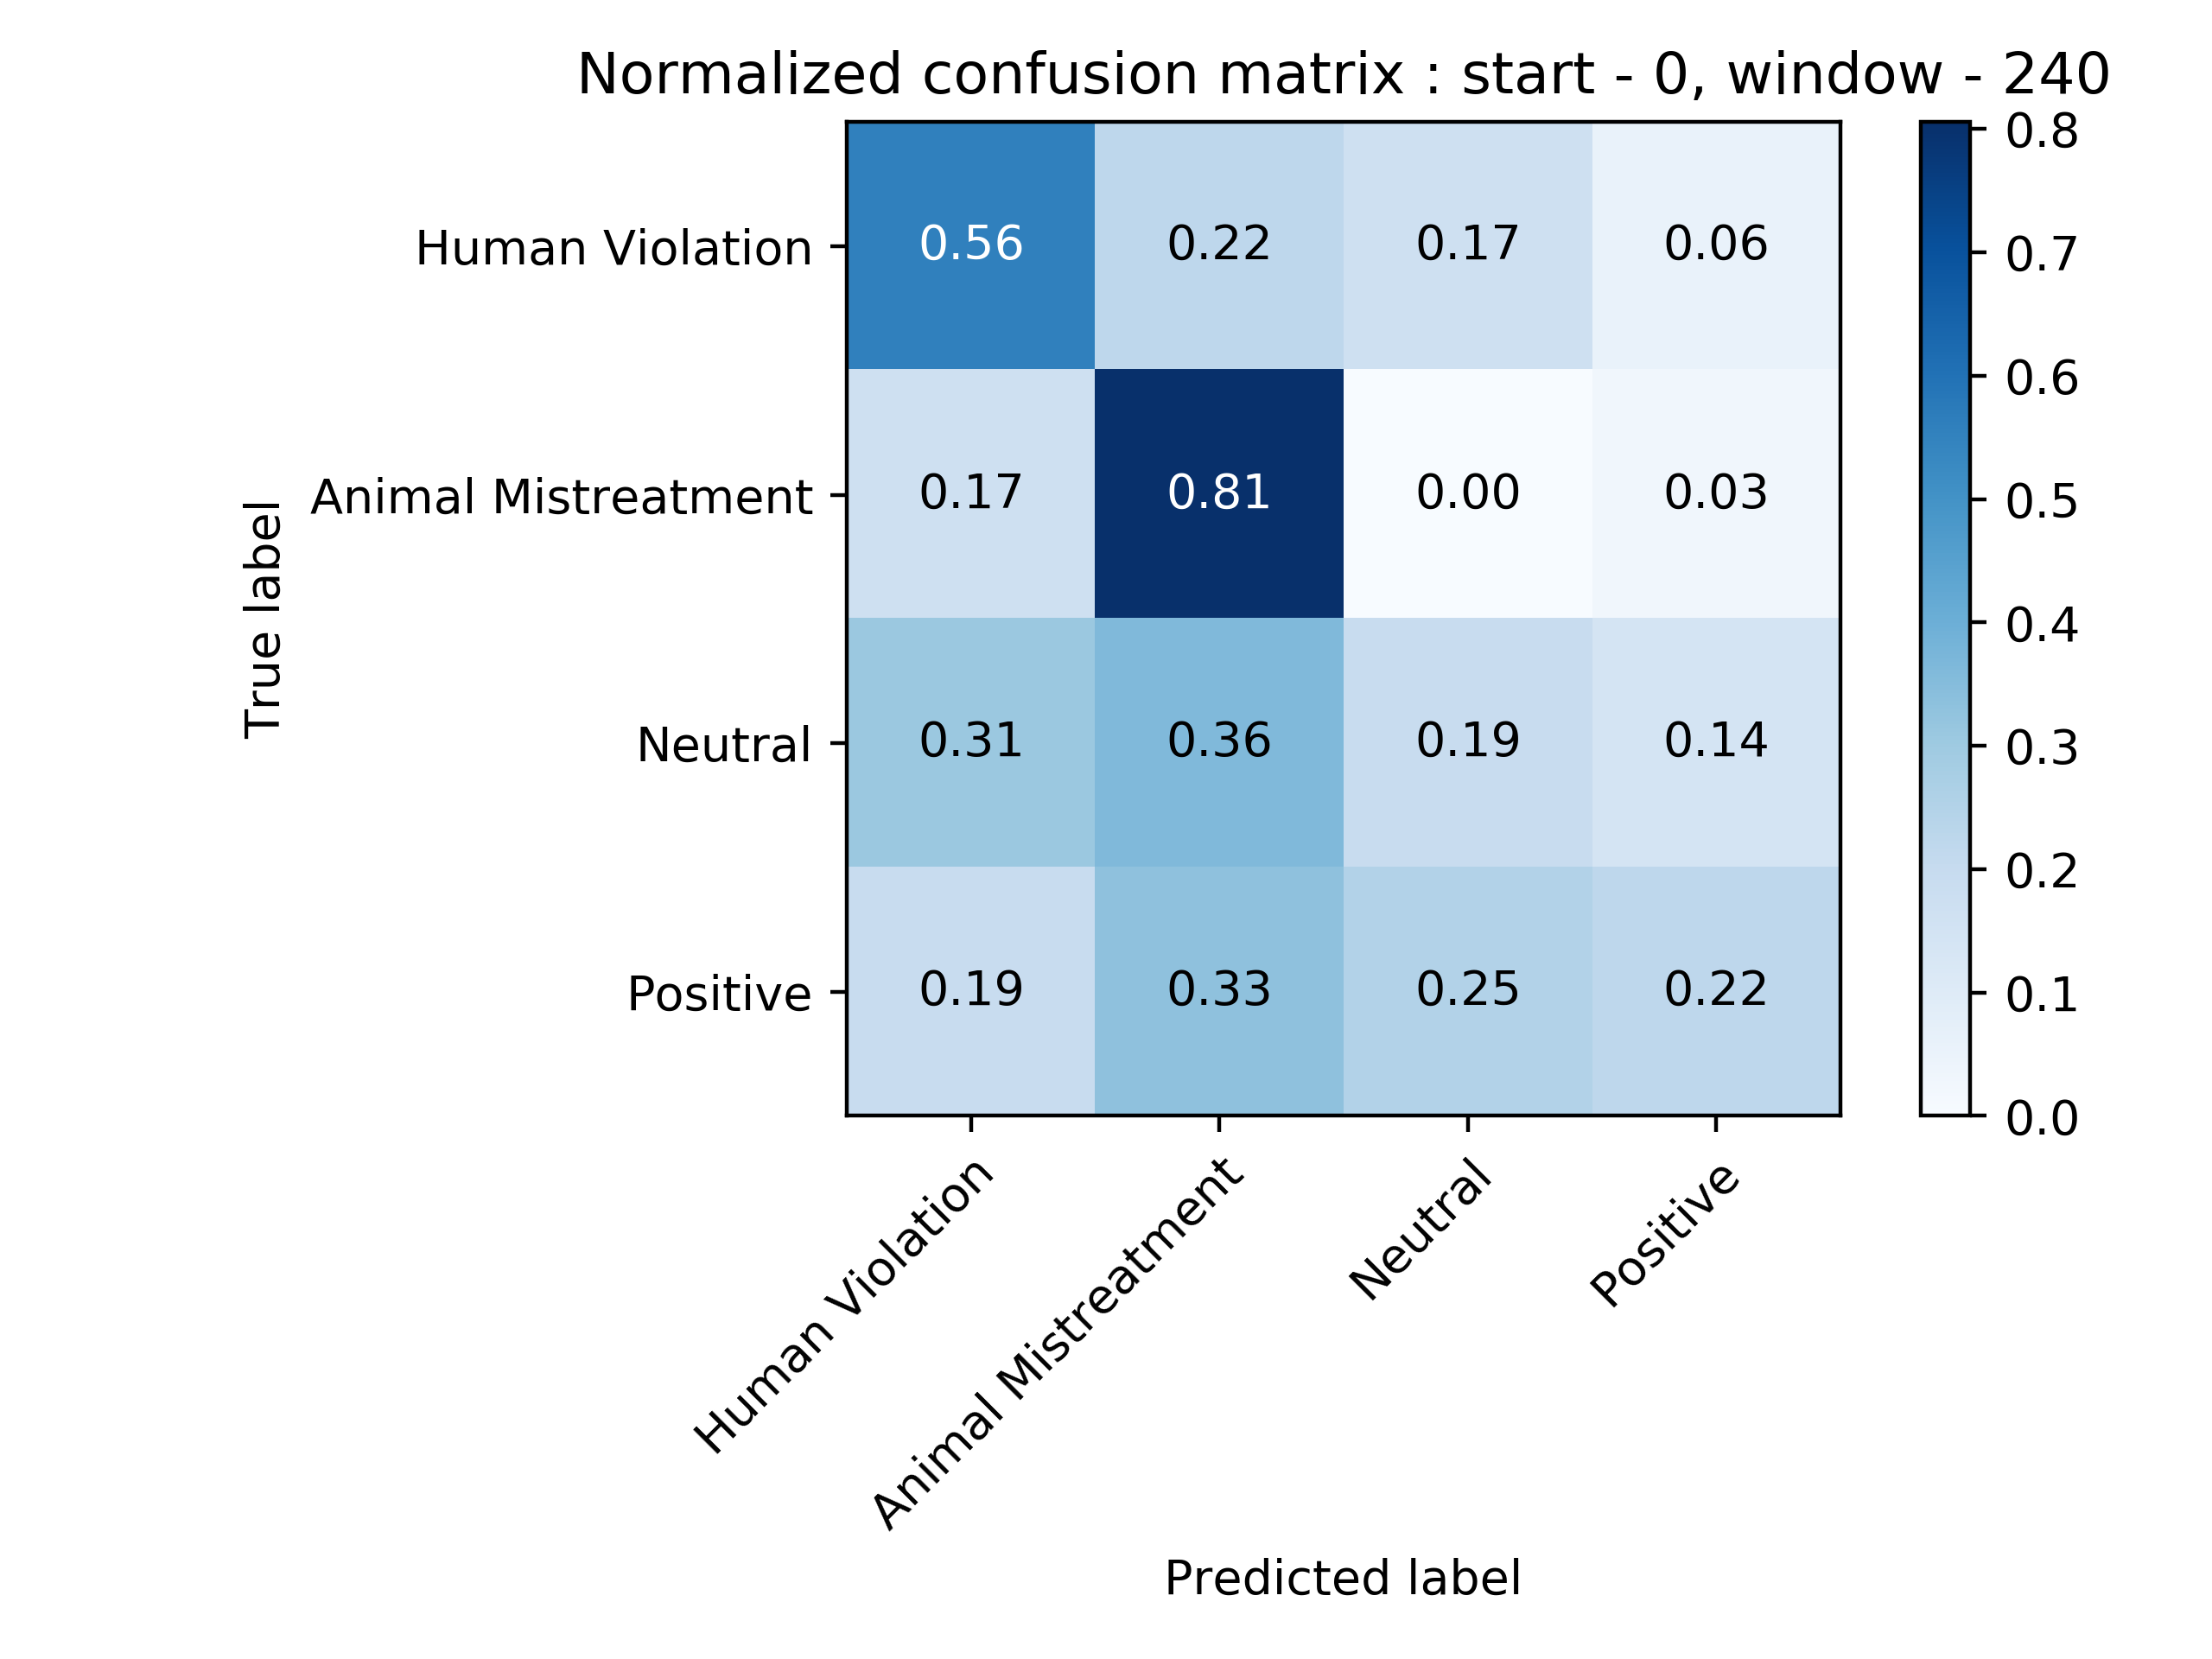 Normalized confusion matrix : start - 0, window - 240
Human Violation
0.56 0.22 0.17 0.06
Animal Mistreatment
0.17 0.81 0.00 0.03
Neutral
0.31 0.36 0.19 0.14
Positive
0.19 0.33 0.25 0.22
True label
Human Violation
Animal Mistreatment
Neutral
Positive
Predicted label
0.8
0.7
0.6
0.5
0.4
0.3
0.2
0.1
0.0